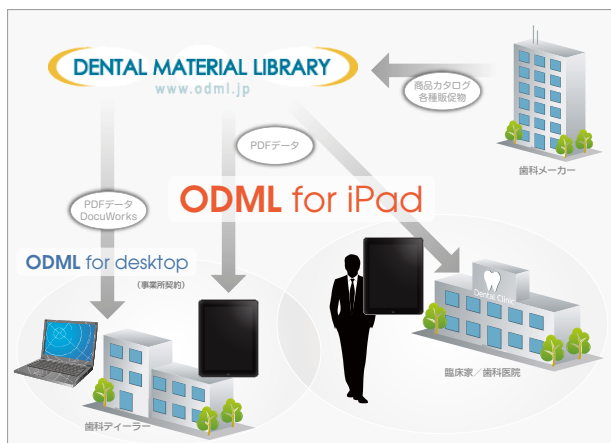 DENTAL MATERIAL LIBRARY
www.odml.jp
商品カタログ
各種販促物
歯科メーカー
PDFデータ
ODML for iPad
PDFデータ
DocuWorks
ODML for desktop
(事業所契約)
Dental Clinic
臨床家／歯科医院
歯科ディーラー